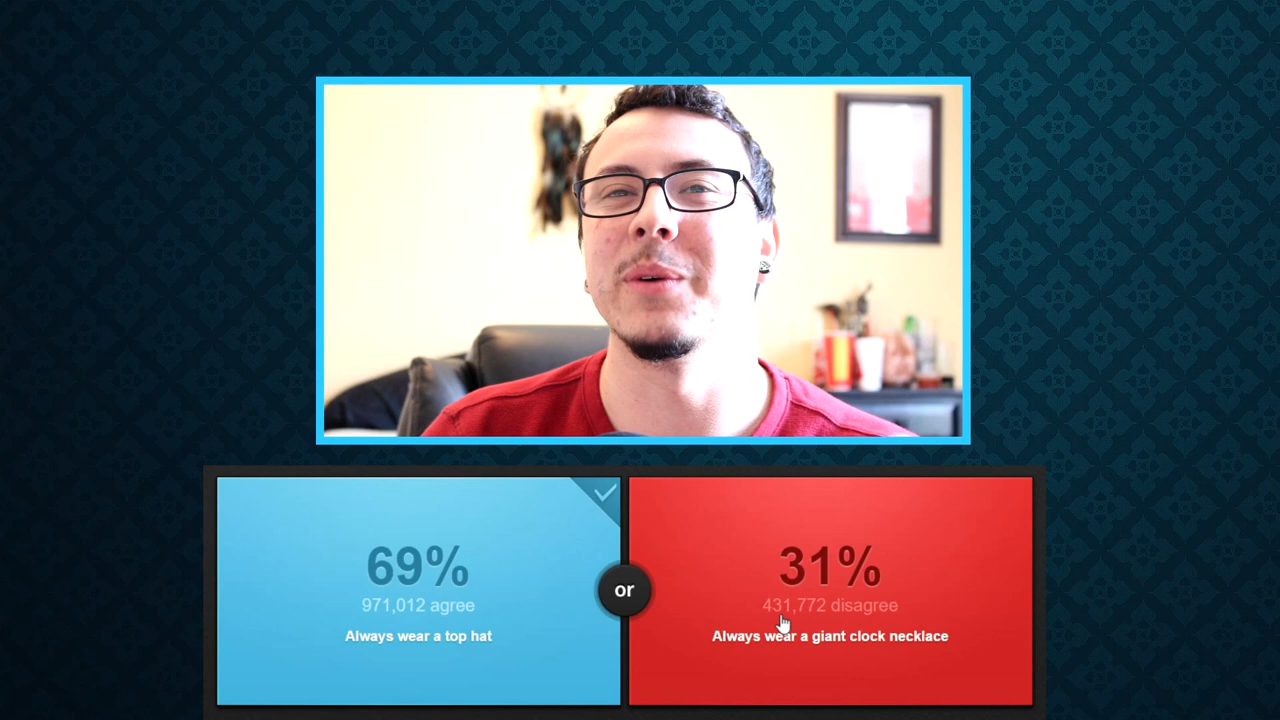 69%
971,012 agree
Always wear a top hat
or
31%
431,772 disagree
Always wear a giant clock necklace